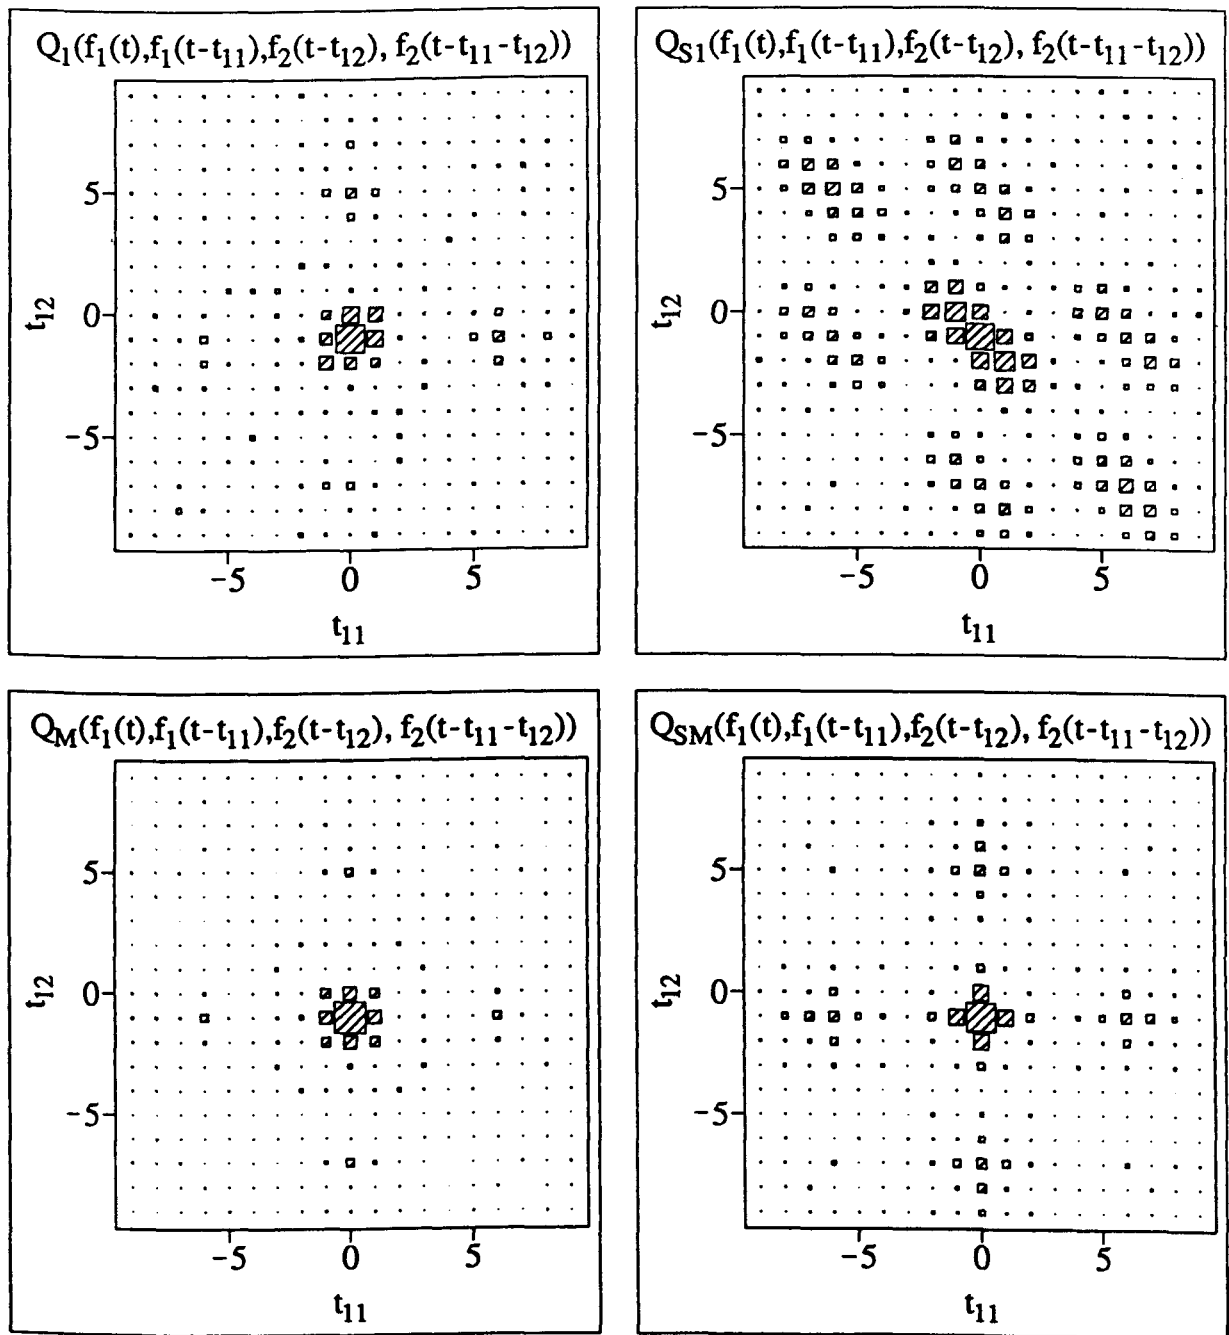 Q1(f1(t),f1(t-t11),f2(t-t12), f2(t-t11-t12))
5
0
-5
t12
-5 0 5
t11
QS1(f1(t),f1(t-t11),f2(t-t12), f2(t-t11-t12))
5
0
-5
t12
-5 0 5
t11
QM(f1(t),f1(t-t11),f2(t-t12), f2(t-t11-t12))
5
0
-5
t12
-5 0 5
t11
QSM(f1(t),f1(t-t11),f2(t-t12), f2(t-t11-t12))
5
0
-5
t12
-5 0 5
t11